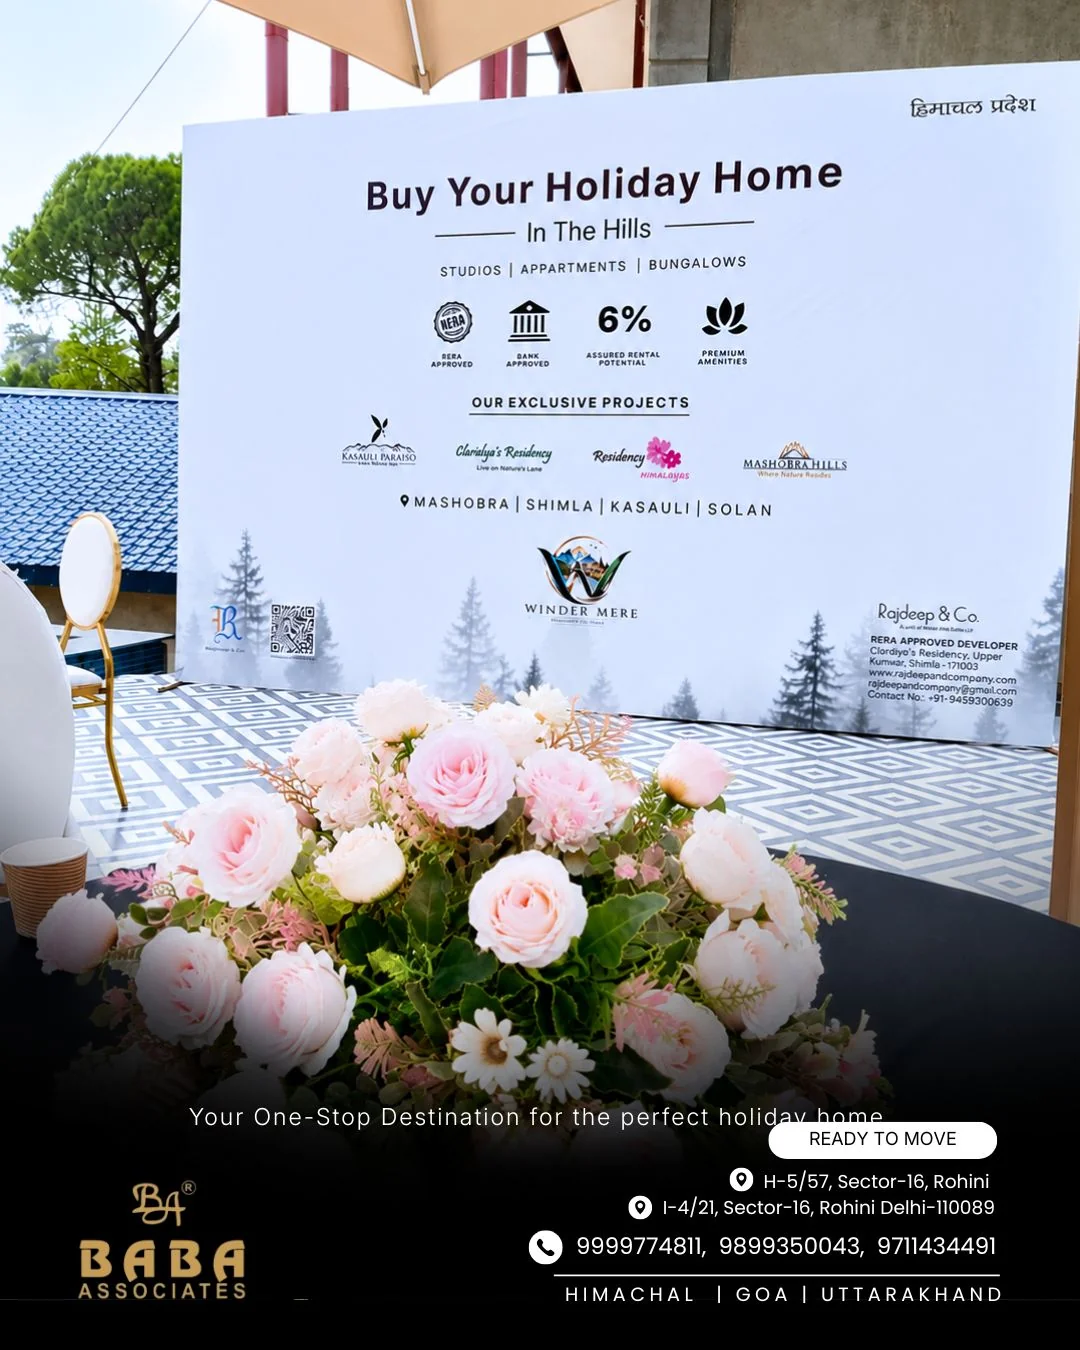 हिमाचल प्रदेश
Buy Your Holiday Home
In The Hills
STUDIOS | APPARTMENTS | BUNGALOWS
RERA
APPROVED
BANK
APPROVED
6%
ASSURED RENTAL
POTENTIAL
PREMIUM
AMENITIES
OUR EXCLUSIVE PROJECTS
KASAULI PARAISO
Clarialya's Residency
Live on Nature's Lane
Residency
HIMALAYAS
MASHOBRA HILLS
Where Nature Resides
MASHOBRA | SHIMLA | KASAULI | SOLAN
WINDER MERE
R
Rajdeep & Co.
RERA APPROVED DEVELOPER
Clordiyo's Residency, Upper
Kumwar, Shimla-171003
www.rajdeepandcompany.com
rajdeepandcompany@gmail.com
Contact No.: +91-9459300639
Your One-Stop Destination for the perfect holiday home
READY TO MOVE
H-5/57, Sector-16, Rohini
I-4/21, Sector-16, Rohini Delhi-110089
9999774811, 9899350043, 9711434491
HIMACHAL | GOA | UTTARAKHAND
BA®
BABA
ASSOCIATES